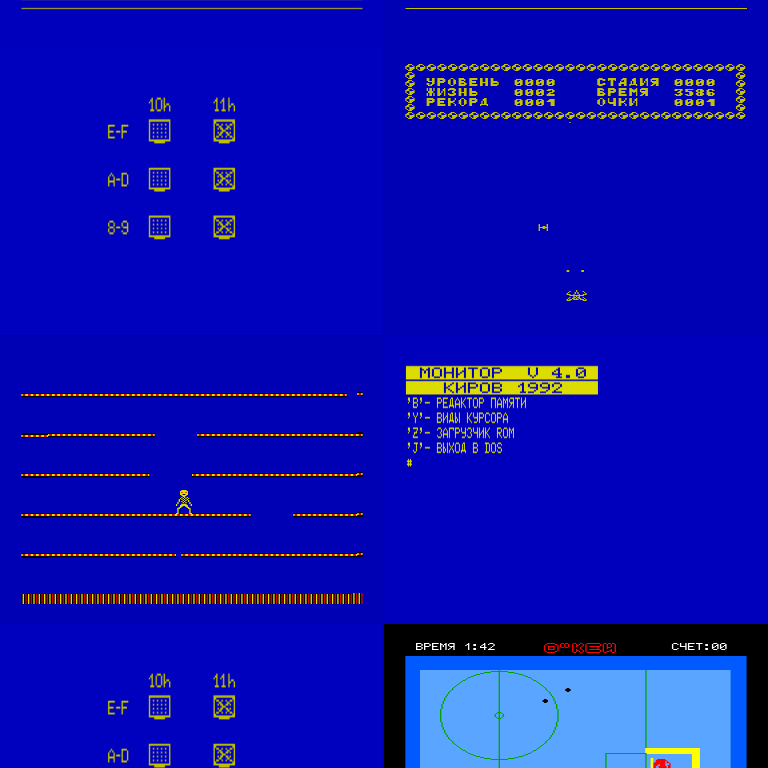 10h 11h
E-F
A-D
8-9
УРОВЕНЬ 0000 СТАДИЯ 0000
ЖИЗНЬ 0002 ВРЕМЯ 3586
РЕКОРД 0001 ОЧКИ 0001
МОНИТОР V 4.0
КИРОВ 1992
'B'- РЕДАКТОР ПАМЯТИ
'Y'- ВИДЫ КУРСОРА
'Z'- ЗАГРУЗЧИК ROM
'J'- ВЫХОД В DOS
#
10h 11h
E-F
A-D
ВРЕМЯ 1:42 СЧЕТ:00